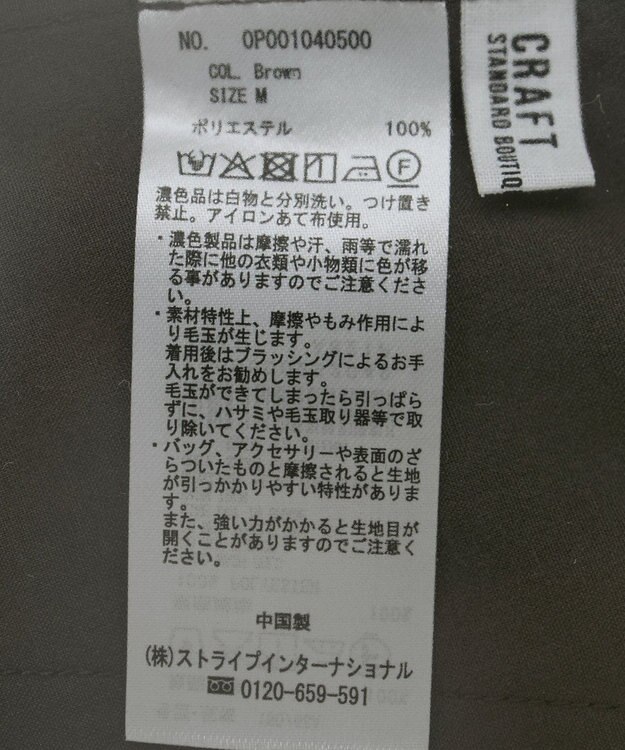 NO. 0P001040500
COL. Brown
SIZE M
ポリエステル 100%
F
濃色品は白物と分別洗い。つけ置き
禁止。アイロンあて布使用。
・濃色製品は摩擦や汗、雨等で濡れ
た際に他の衣類や小物類に色が移
る事がありますのでご注意くださ
い。
・素材特性上、摩擦やもみ作用によ
り毛玉が生じます。
着用後はブラッシングによるお手
入れをお勧めします。
毛玉ができてしまったら引っぱら
ずに、ハサミや毛玉取り器等で取
り除いてください。
・バッグ、アクセサリーや表面のざ
らついたものと摩擦されると生地
が引っかかりやすい特性がありま
す。
また、強い力がかかると生地目が
開くことがありますのでご注意く
ださい。
中国製
(株)ストライプインターナショナル
0120-659-591
CRAFT
STANDARD BOUTIQ